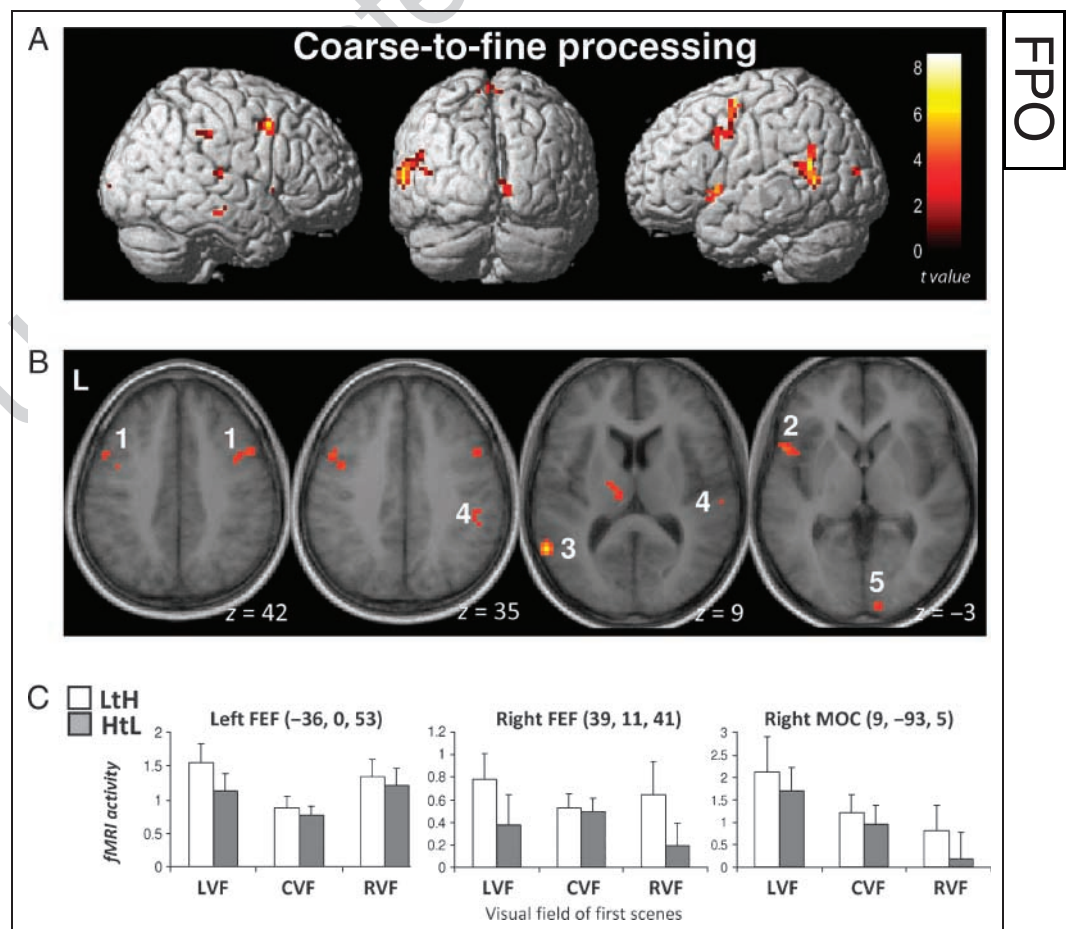 FPO
A
Coarse-to-fine processing
8
6
4
2
0
t value
B
L
1
1
4
3
4
2
5
z = 42
z = 35
z = 9
z = −3
C
LtH
HtL
Left FEF (−36, 0, 53)
Right FEF (39, 11, 41)
Right MOC (9, −93, 5)
fMRI activity
2
1.5
1
0.5
0
1.2
1
0.8
0.6
0.4
0.2
0
3
2.5
2
1.5
1
0.5
0
LVF
CVF
RVF
LVF
CVF
RVF
LVF
CVF
RVF
Visual field of first scenes